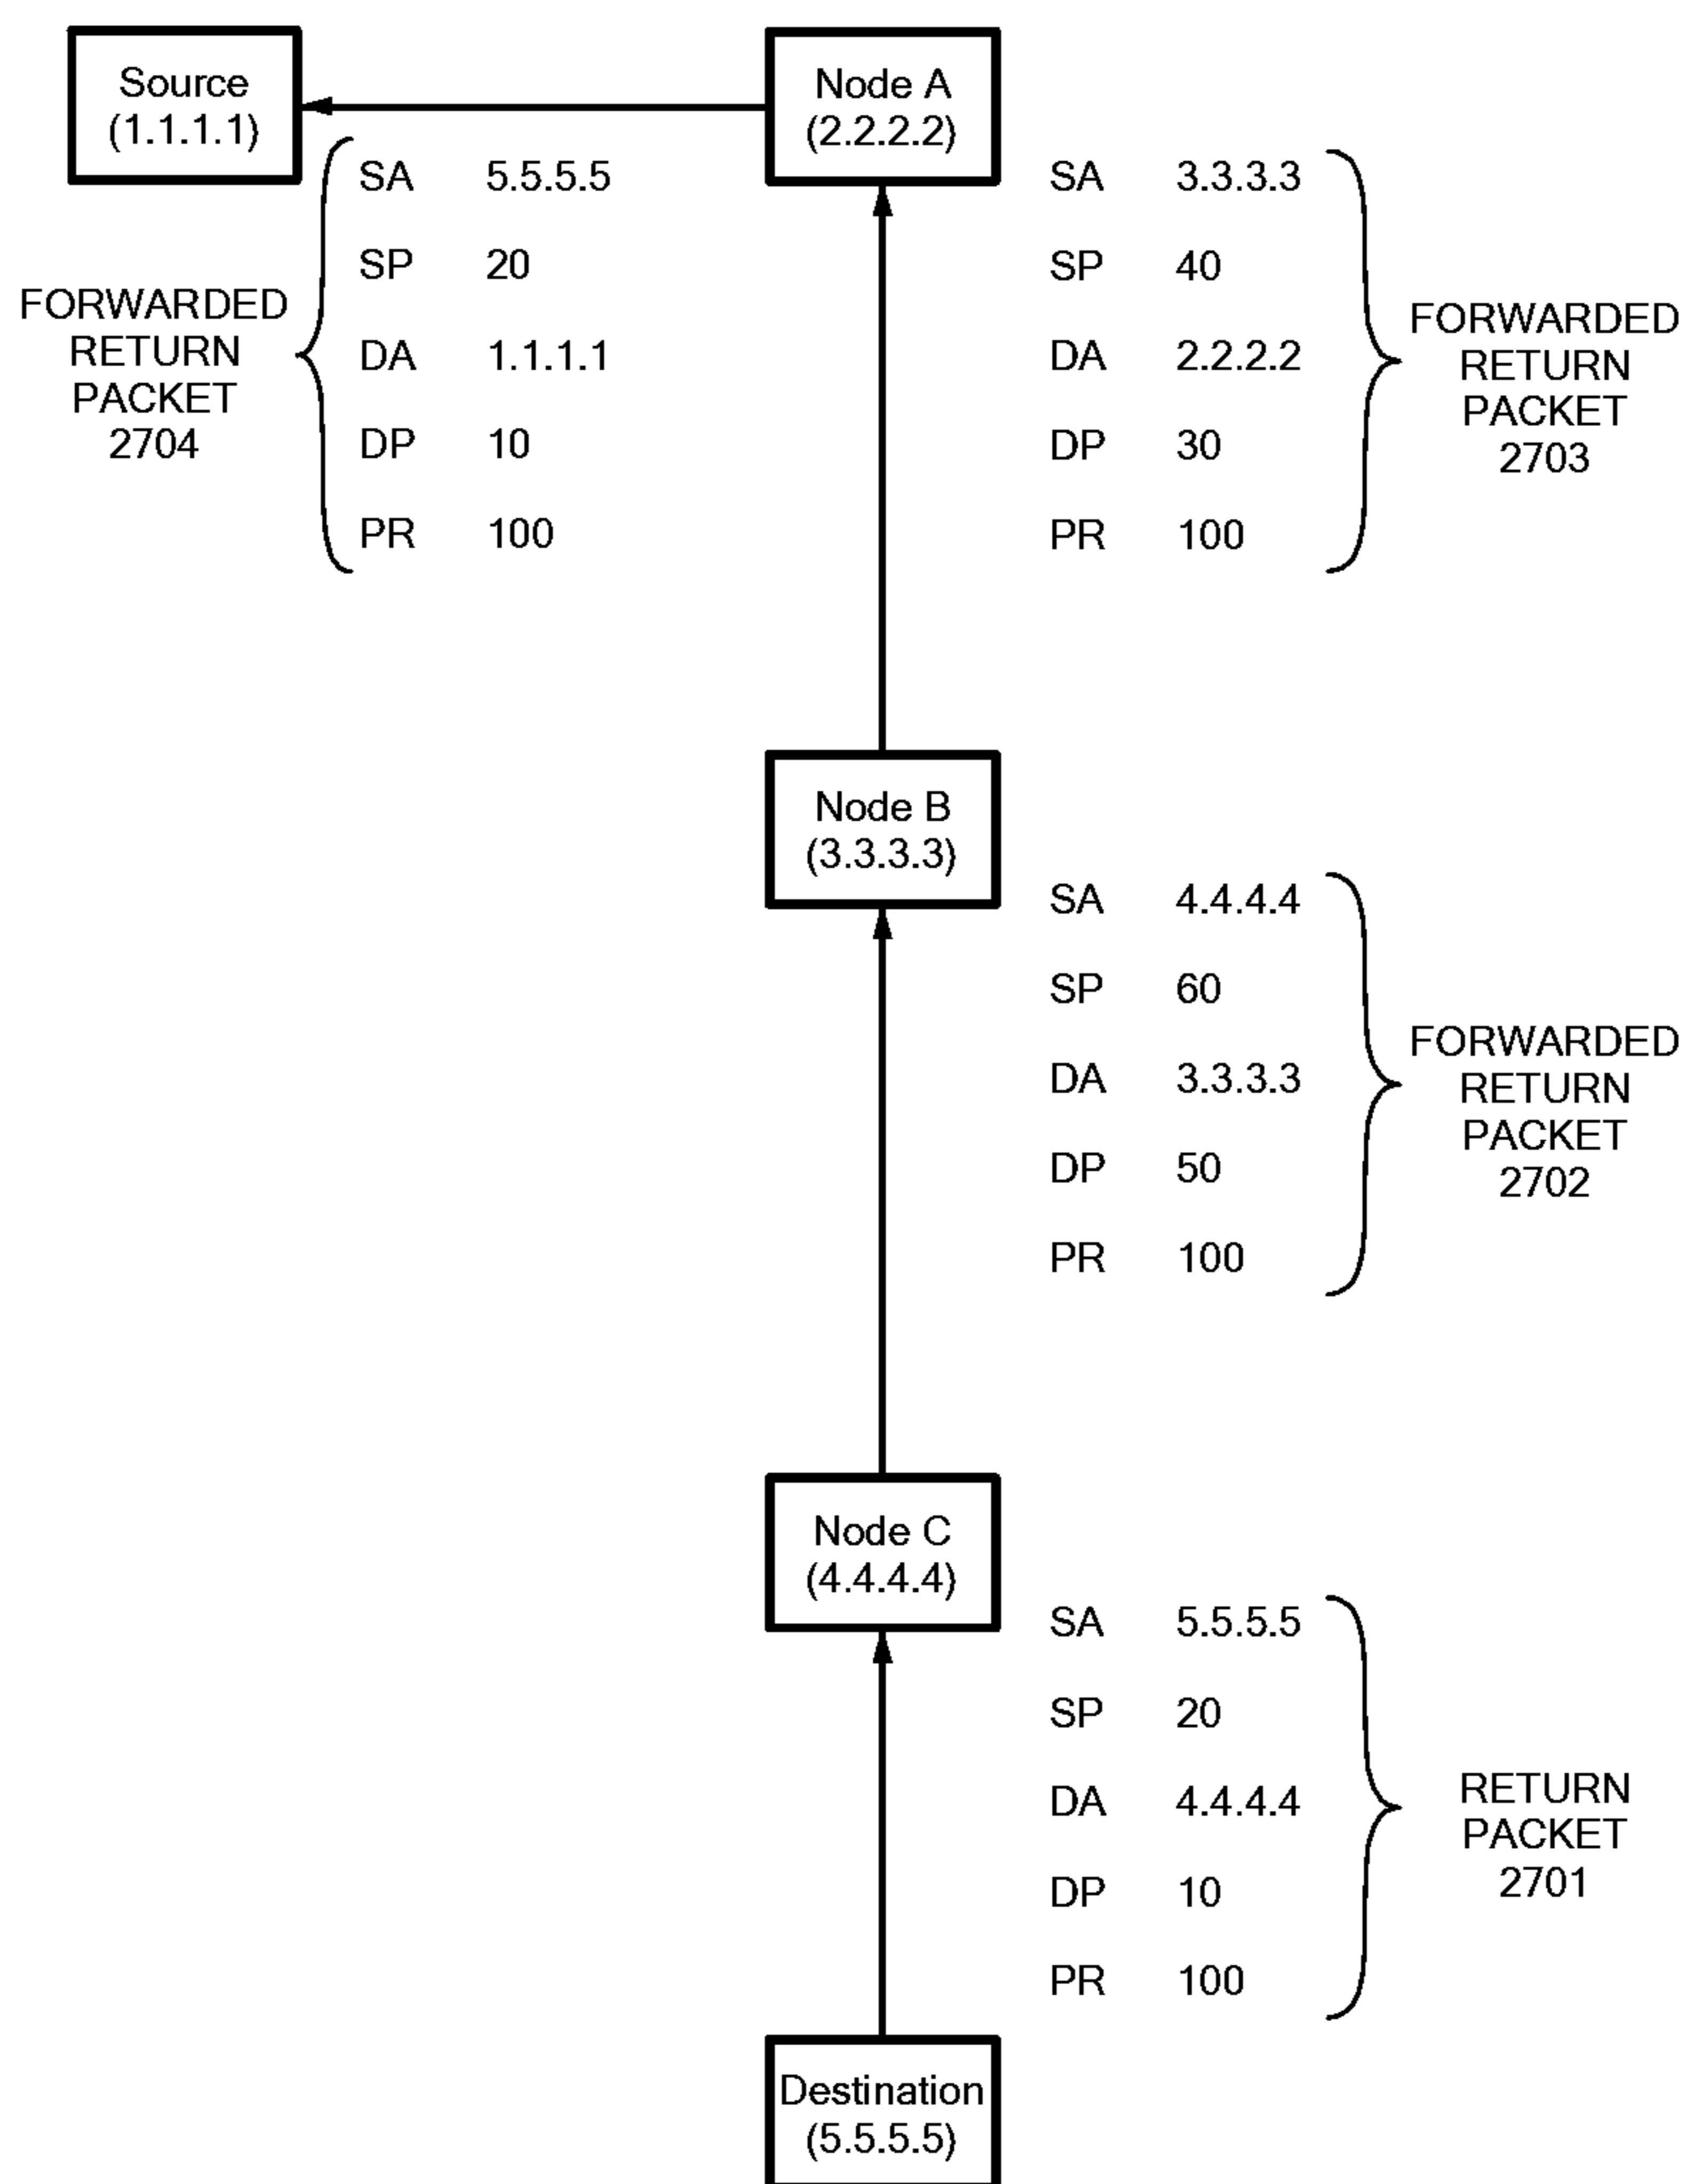 Source
(1.1.1.1)
Node A
(2.2.2.2)
SA 5.5.5.5
SP 20
DA 1.1.1.1
DP 10
PR 100
FORWARDED
RETURN
PACKET
2704
SA 3.3.3.3
SP 40
DA 2.2.2.2
DP 30
PR 100
FORWARDED
RETURN
PACKET
2703
Node B
(3.3.3.3)
SA 4.4.4.4
SP 60
DA 3.3.3.3
DP 50
PR 100
FORWARDED
RETURN
PACKET
2702
Node C
(4.4.4.4)
SA 5.5.5.5
SP 20
DA 4.4.4.4
DP 10
PR 100
RETURN
PACKET
2701
Destination
(5.5.5.5)